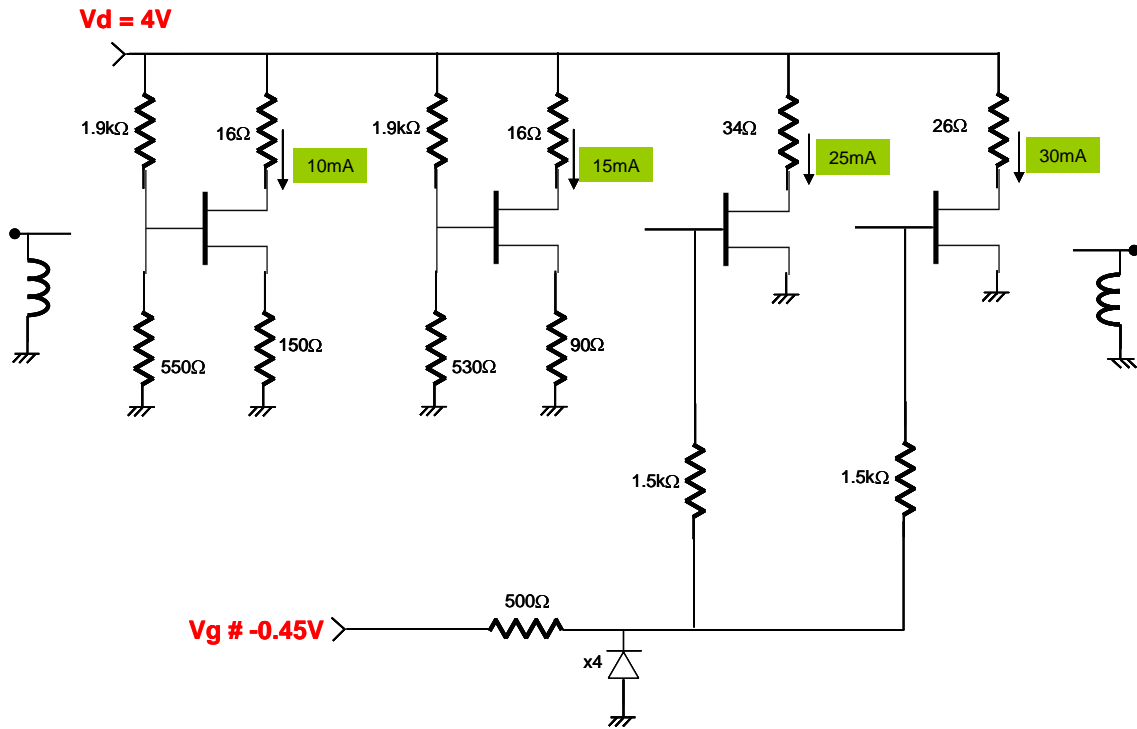 Vd = 4V
1.9kΩ
16Ω
10mA
1.9kΩ
16Ω
15mA
34Ω
25mA
26Ω
30mA
550Ω
150Ω
530Ω
90Ω
1.5kΩ
1.5kΩ
500Ω
Vg # -0.45V
x4